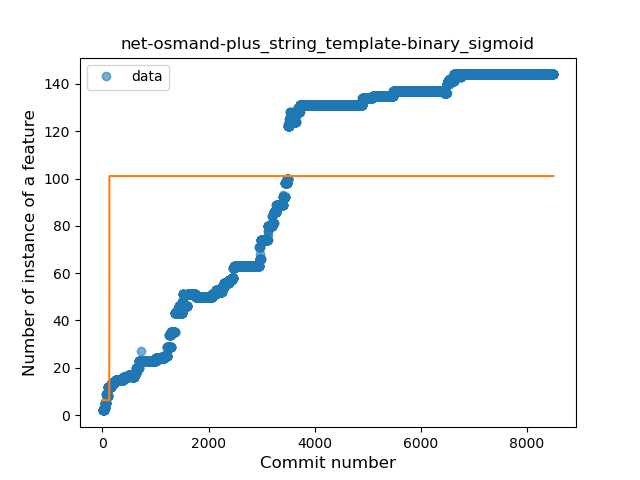 net-osmand-plus_string_template-binary_sigmoid
data
Number of instance of a feature
140
120
100
80
60
40
20
0
0 2000 4000 6000 8000
Commit number